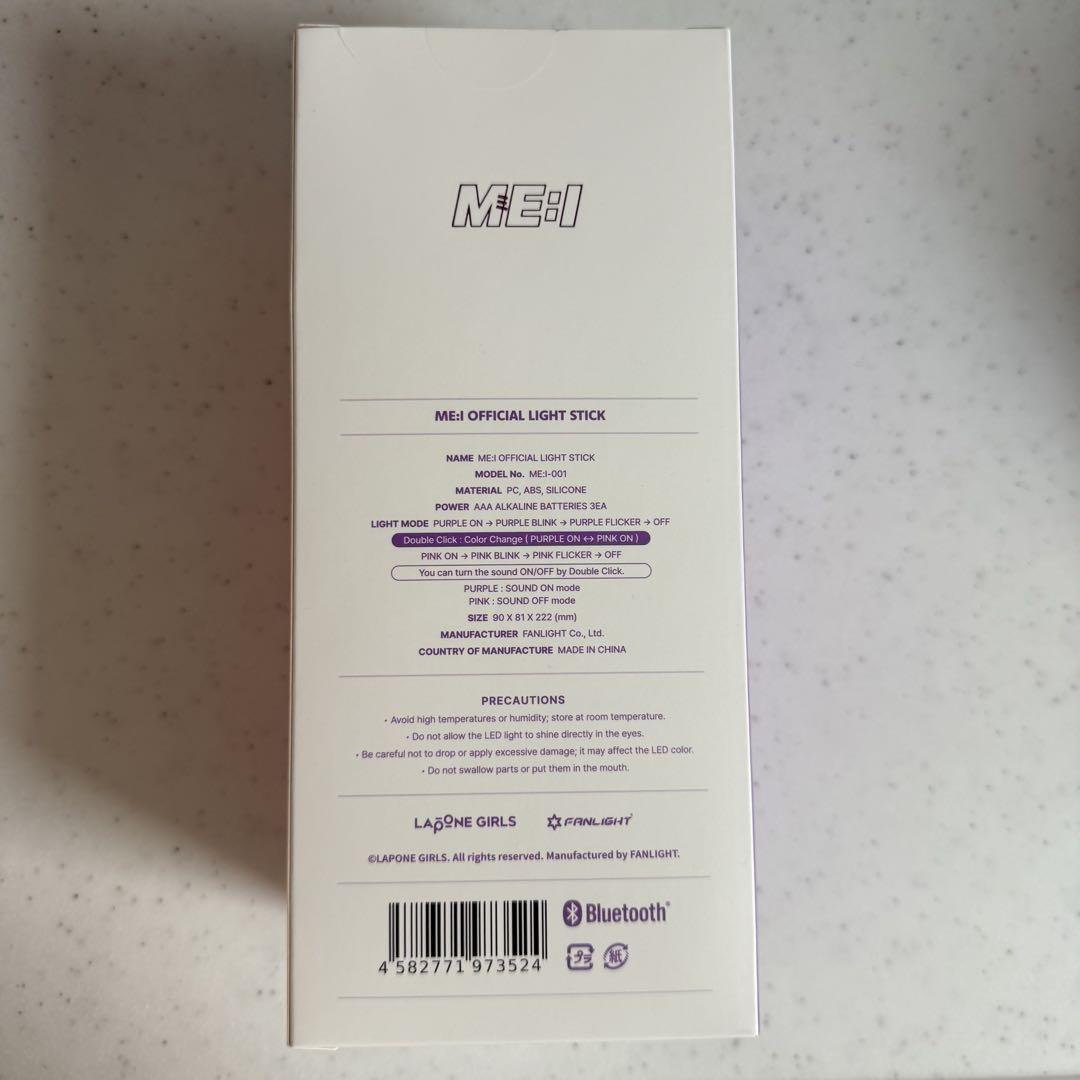 ME:I
ME:I OFFICIAL LIGHT STICK
NAME ME:I OFFICIAL LIGHT STICK
MODEL No. ME:I-001
MATERIAL PC, ABS, SILICONE
POWER AAA ALKALINE BATTERIES 3EA
LIGHT MODE PURPLE ON → PURPLE BLINK → PURPLE FLICKER → OFF
Double Click : Color Change ( PURPLE ON ↔ PINK ON )
PINK ON → PINK BLINK → PINK FLICKER → OFF
You can turn the sound ON/OFF by Double Click.
PURPLE : SOUND ON mode
PINK : SOUND OFF mode
SIZE 90 X 81 X 222 (mm)
MANUFACTURER FANLIGHT Co., Ltd.
COUNTRY OF MANUFACTURE MADE IN CHINA
PRECAUTIONS
• Avoid high temperatures or humidity; store at room temperature.
• Do not allow the LED light to shine directly in the eyes.
• Be careful not to drop or apply excessive damage; it may affect the LED color.
• Do not swallow parts or put them in the mouth.
LAPONE GIRLS FANLIGHT
©LAPONE GIRLS. All rights reserved. Manufactured by FANLIGHT.
Bluetooth®
プラ 紙
4 582771 973524